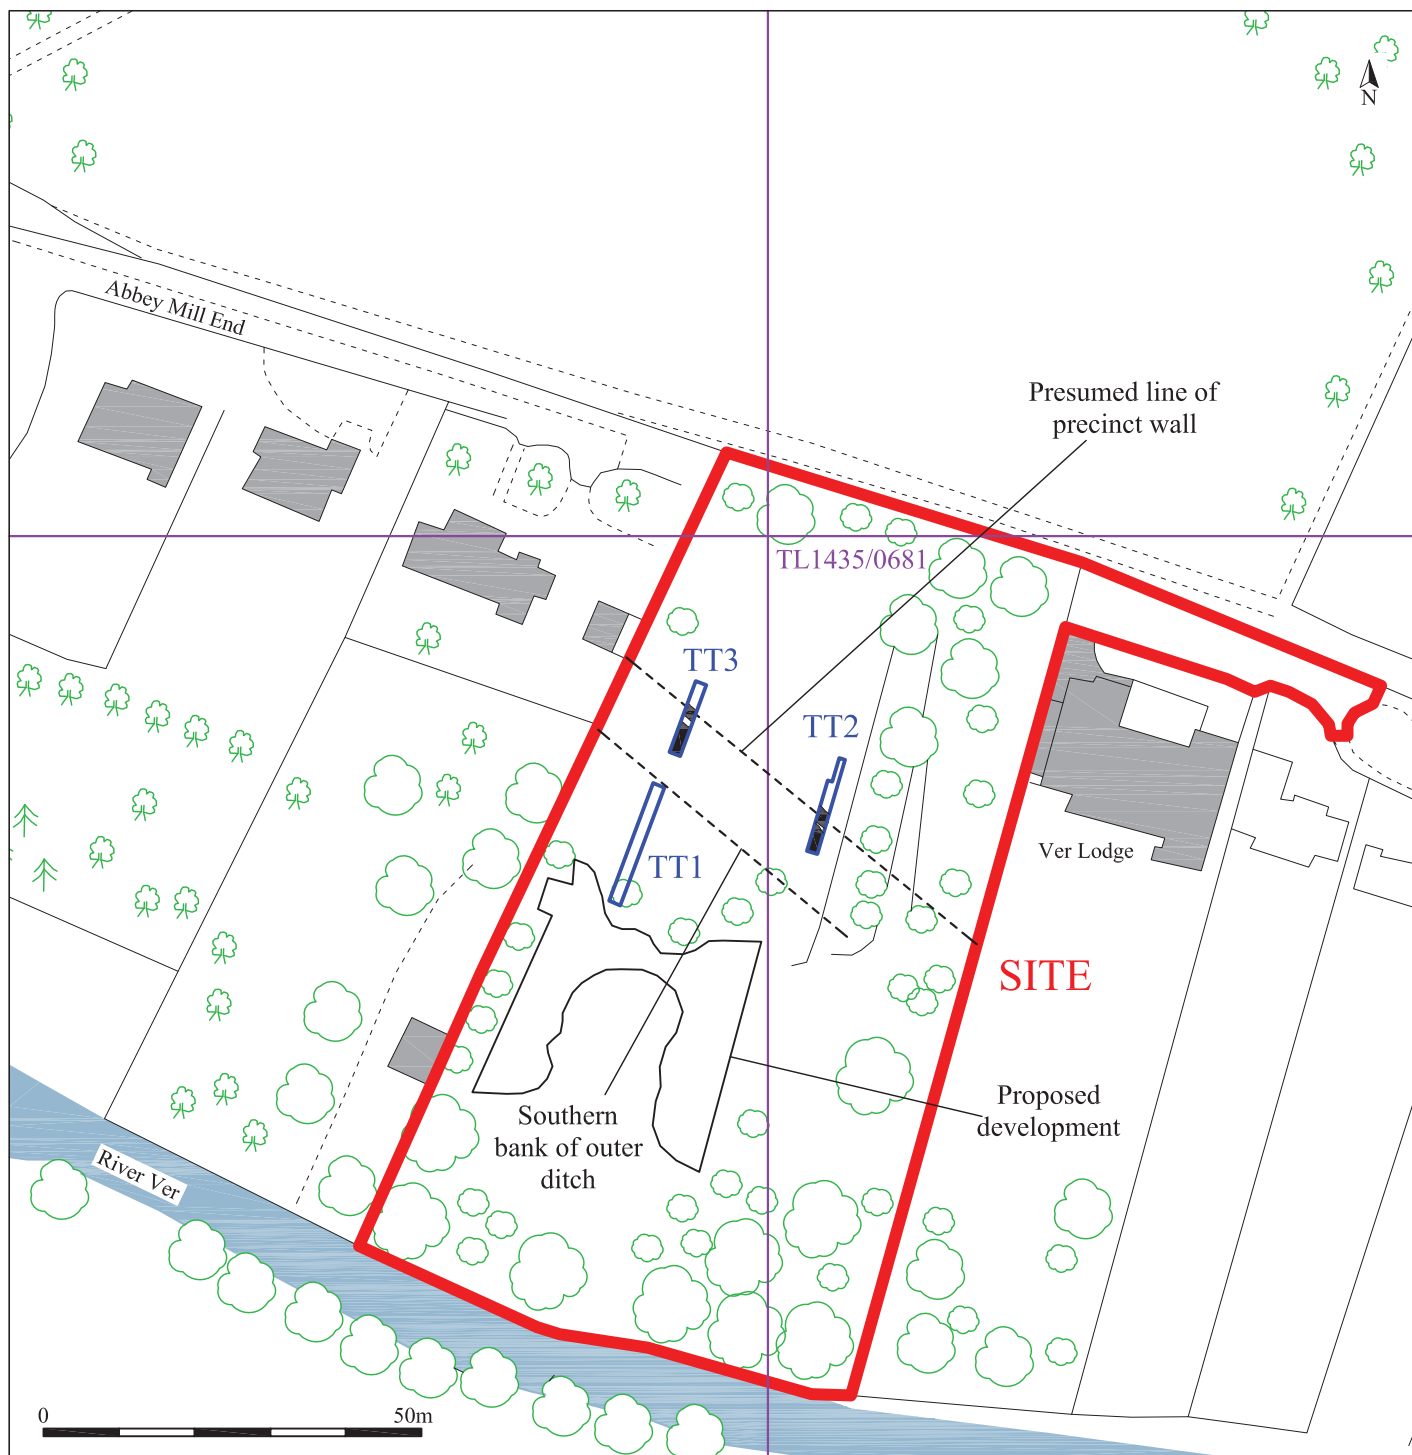 N
Abbey Mill End
Presumed line of
precinct wall
TL1435/0681
TT3
TT2
TT1
Ver Lodge
SITE
Proposed
development
Southern
bank of outer
ditch
River Ver
0
50m